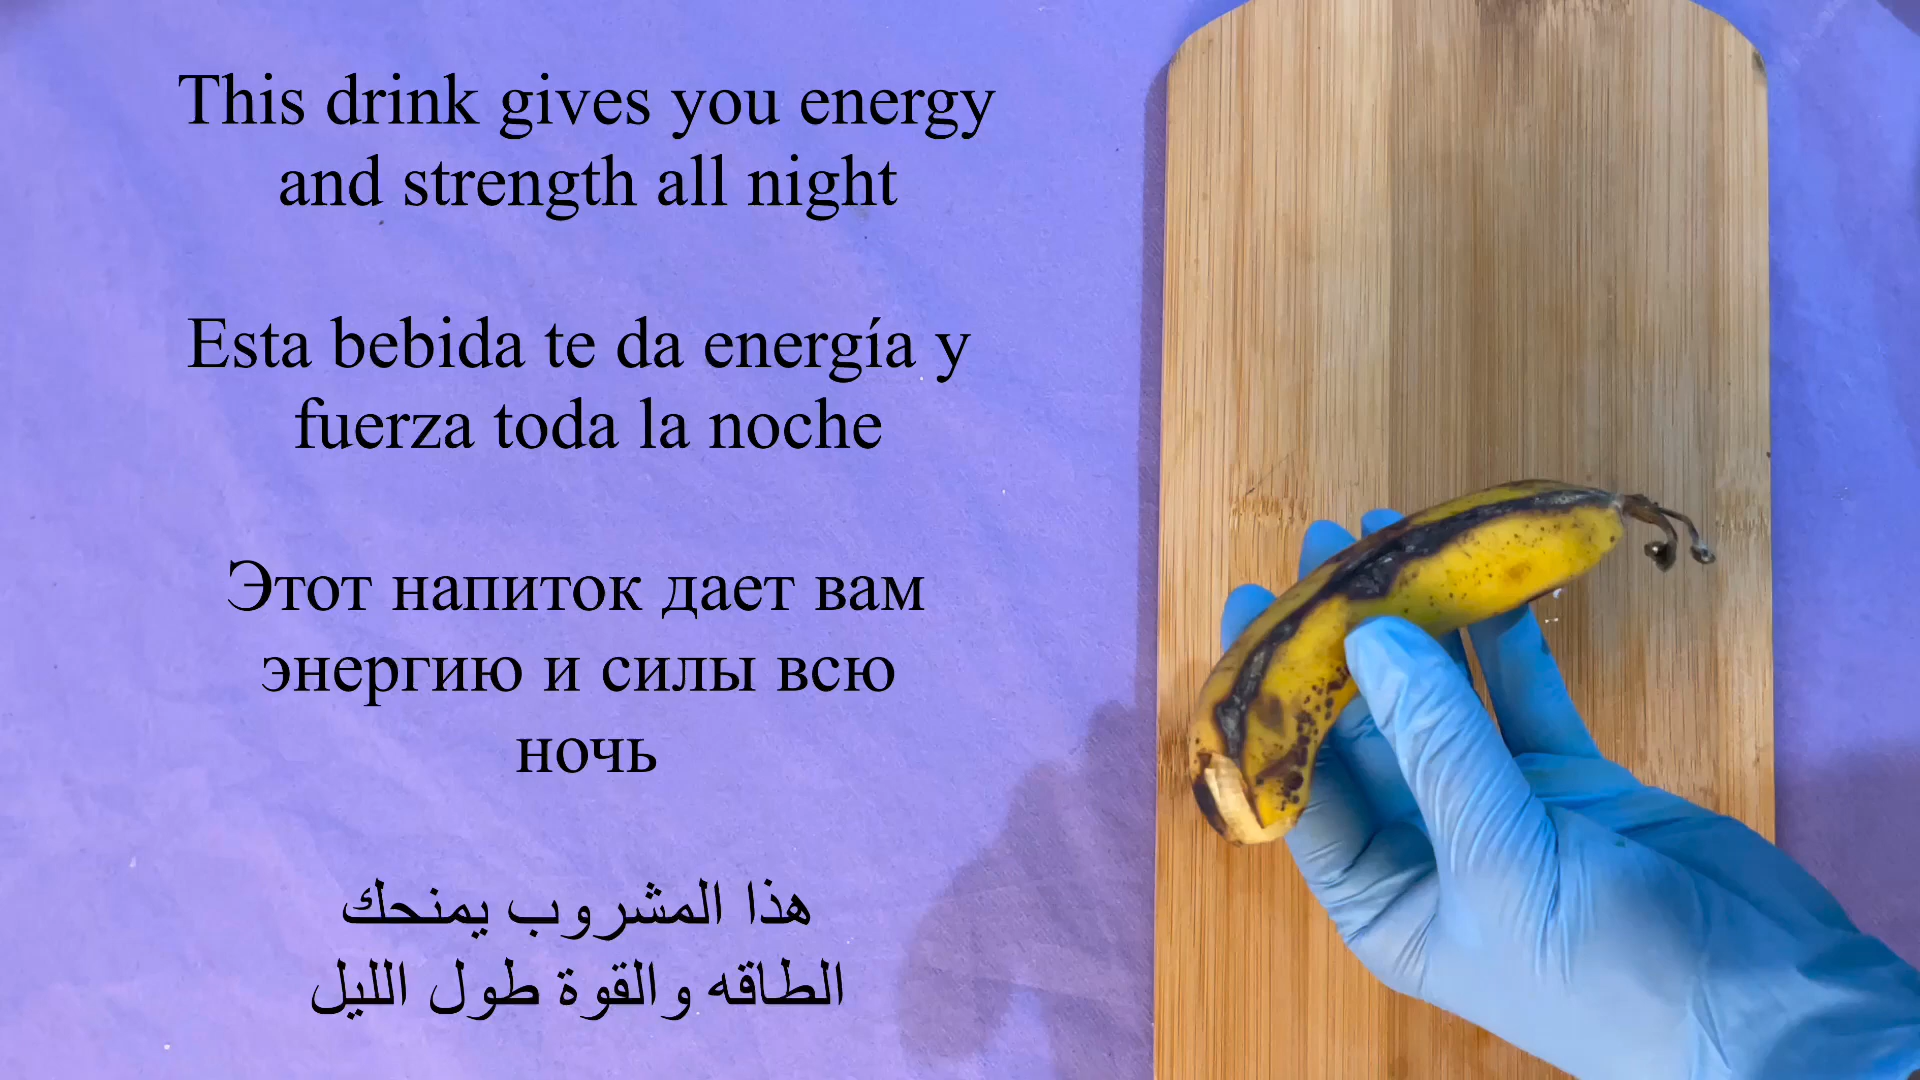 This drink gives you energy
and strength all night
Esta bebida te da energía y
fuerza toda la noche
Этот напиток дает вам
энергию и силы всю
ночь
هذا المشروب يمنحك
الطاقه والقوة طول الليل